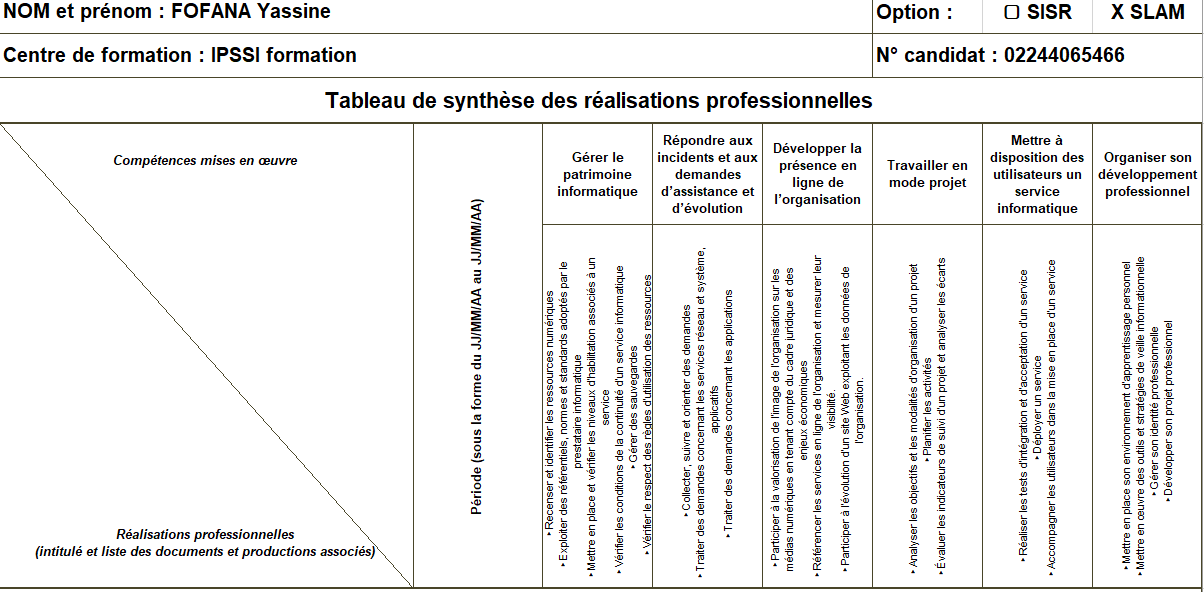 NOM et prénom : FOFANA Yassine
Option :
▢ SISR
X SLAM
Centre de formation : IPSSI formation
N° candidat : 02244065466
Tableau de synthèse des réalisations professionnelles
Compétences mises en œuvre
Réalisations professionnelles
(intitulé et liste des documents et productions associés)
Période (sous la forme du JJ/MM/AA au JJ/MM/AA)
Gérer le
patrimoine
informatique
Répondre aux
incidents et aux
demandes
d’assistance et
d’évolution
Développer la
présence en
ligne de
l’organisation
Travailler en
mode projet
Mettre à
disposition des
utilisateurs un
service
informatique
Organiser son
développement
professionnel
‣Recenser et identifier les ressources numériques
‣Exploiter des référentiels, normes et standards adoptés par le
prestataire informatique
‣Mettre en place et vérifier les niveaux d'habilitation associés à un
service
‣Vérifier les conditions de la continuité d'un service informatique
‣Gérer des sauvegardes
‣Vérifier le respect des règles d'utilisation des ressources
‣Collecter, suivre et orienter des demandes
‣Traiter des demandes concernant les services réseau et système,
applicatifs
‣Traiter des demandes concernant les applications
‣Participer à la valorisation de l'image de l'organisation sur les
médias numériques en tenant compte du cadre juridique et des
enjeux économiques
‣Référencer les services en ligne de l'organisation et mesurer leur
visibilité.
‣Participer à l'évolution d'un site Web exploitant les données de
l'organisation.
‣Analyser les objectifs et les modalités d'organisation d'un projet
‣Planifier les activités
‣Évaluer les indicateurs de suivi d'un projet et analyser les écarts
‣Réaliser les tests d'intégration et d'acceptation d'un service
‣Déployer un service
‣Accompagner les utilisateurs dans la mise en place d'un service
‣Mettre en place son environnement d'apprentissage personnel
‣Mettre en œuvre des outils et stratégies de veille informationnelle
‣Gérer son identité professionnelle
‣Développer son projet professionnel